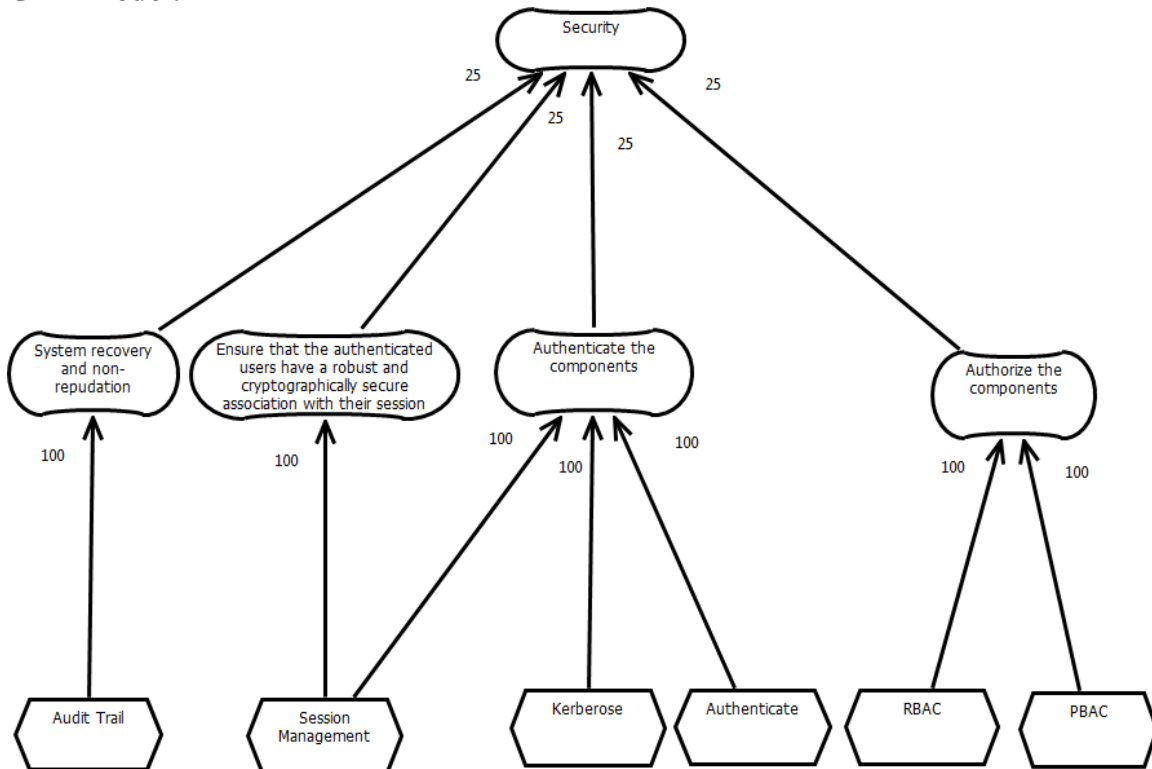 Security
25
25
25
25
System recovery
and non-
repudation
Ensure that the authenticated
users have a robust and
cryptographically secure
association with their session
Authenticate the
components
Authorize the
components
100
100
100
100
100
100
100
Audit Trail
Session
Management
Kerberose
Authenticate
RBAC
PBAC